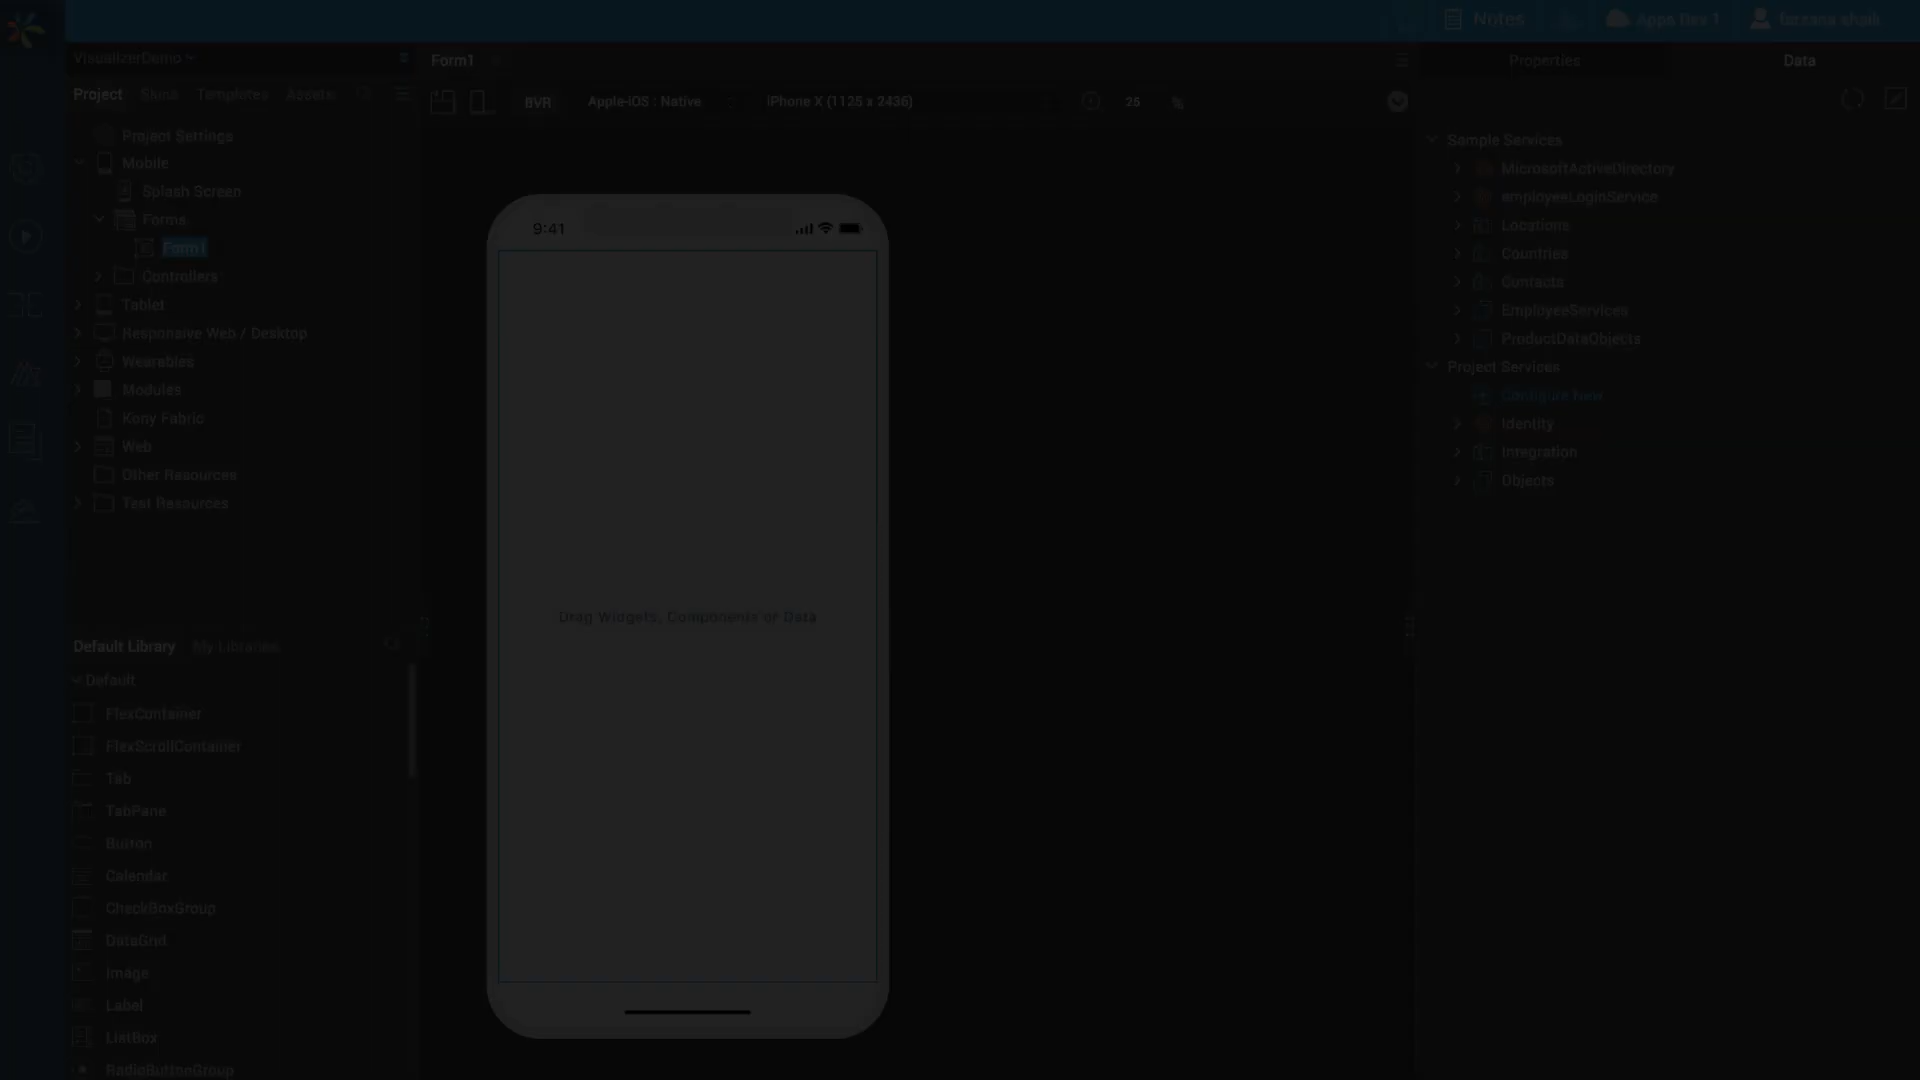 Notes
Apps Dev 1
farzana shaik
VisualizerDemo
Form1
Properties
Data
Project
Skins
Templates
Assets
BVR
Apple-iOS : Native
iPhone X (1125 x 2436)
25
%
Project Settings
Mobile
Splash Screen
Forms
Form1
Controllers
Tablet
Responsive Web / Desktop
Wearables
Modules
Kony Fabric
Web
Other Resources
Test Resources
Default Library
My Libraries
Default
FlexContainer
FlexScrollContainer
Tab
TabPane
Button
Calendar
CheckBoxGroup
DataGrid
Image
Label
ListBox
RadioButtonGroup
9:41
Drag Widgets, Components or Data
Sample Services
MicrosoftActiveDirectory
employeeLoginService
Locations
Countries
Contacts
EmployeeServices
ProductDataObjects
Project Services
Configure New
Identity
Integration
Objects